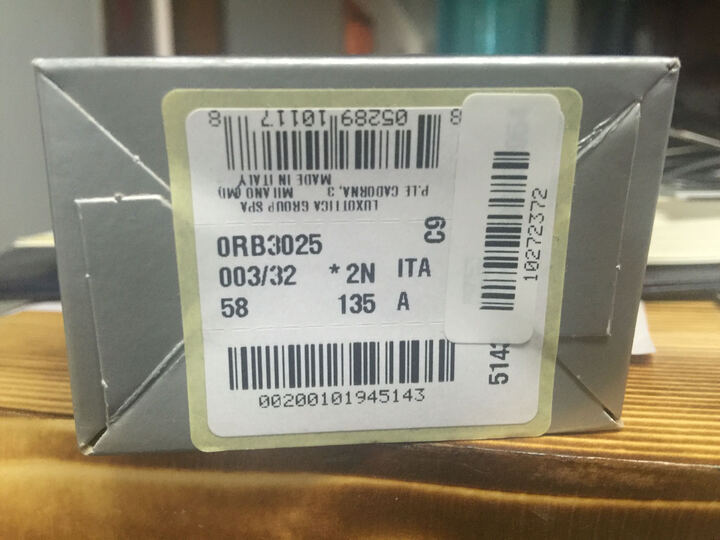 8 05289 10117 8
P.LE CADORNA, 3 MILANO (MI)
MADE IN ITALY
LUXOTTICA GROUP SPA
C9
0RB3025
003/32 *2N ITA
58 135 A
00200101945143
10272372